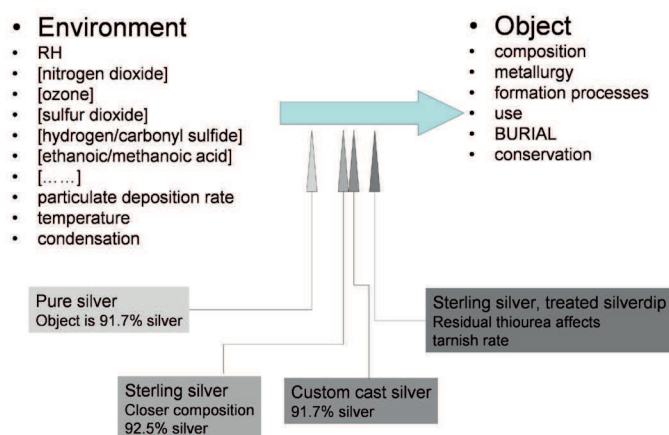 Environment
RH
[nitrogen dioxide]
[ozone]
[sulfur dioxide]
[hydrogen/carbonyl sulfide]
[ethanoic/methanoic acid]
[......]
particulate deposition rate
temperature
condensation
Object
composition
metallurgy
formation processes
use
BURIAL
conservation
Pure silver
Object is 91.7% silver
Sterling silver
Closer composition
92.5% silver
Custom cast silver
91.7% silver
Sterling silver, treated silverdip
Residual thiourea affects
tarnish rate